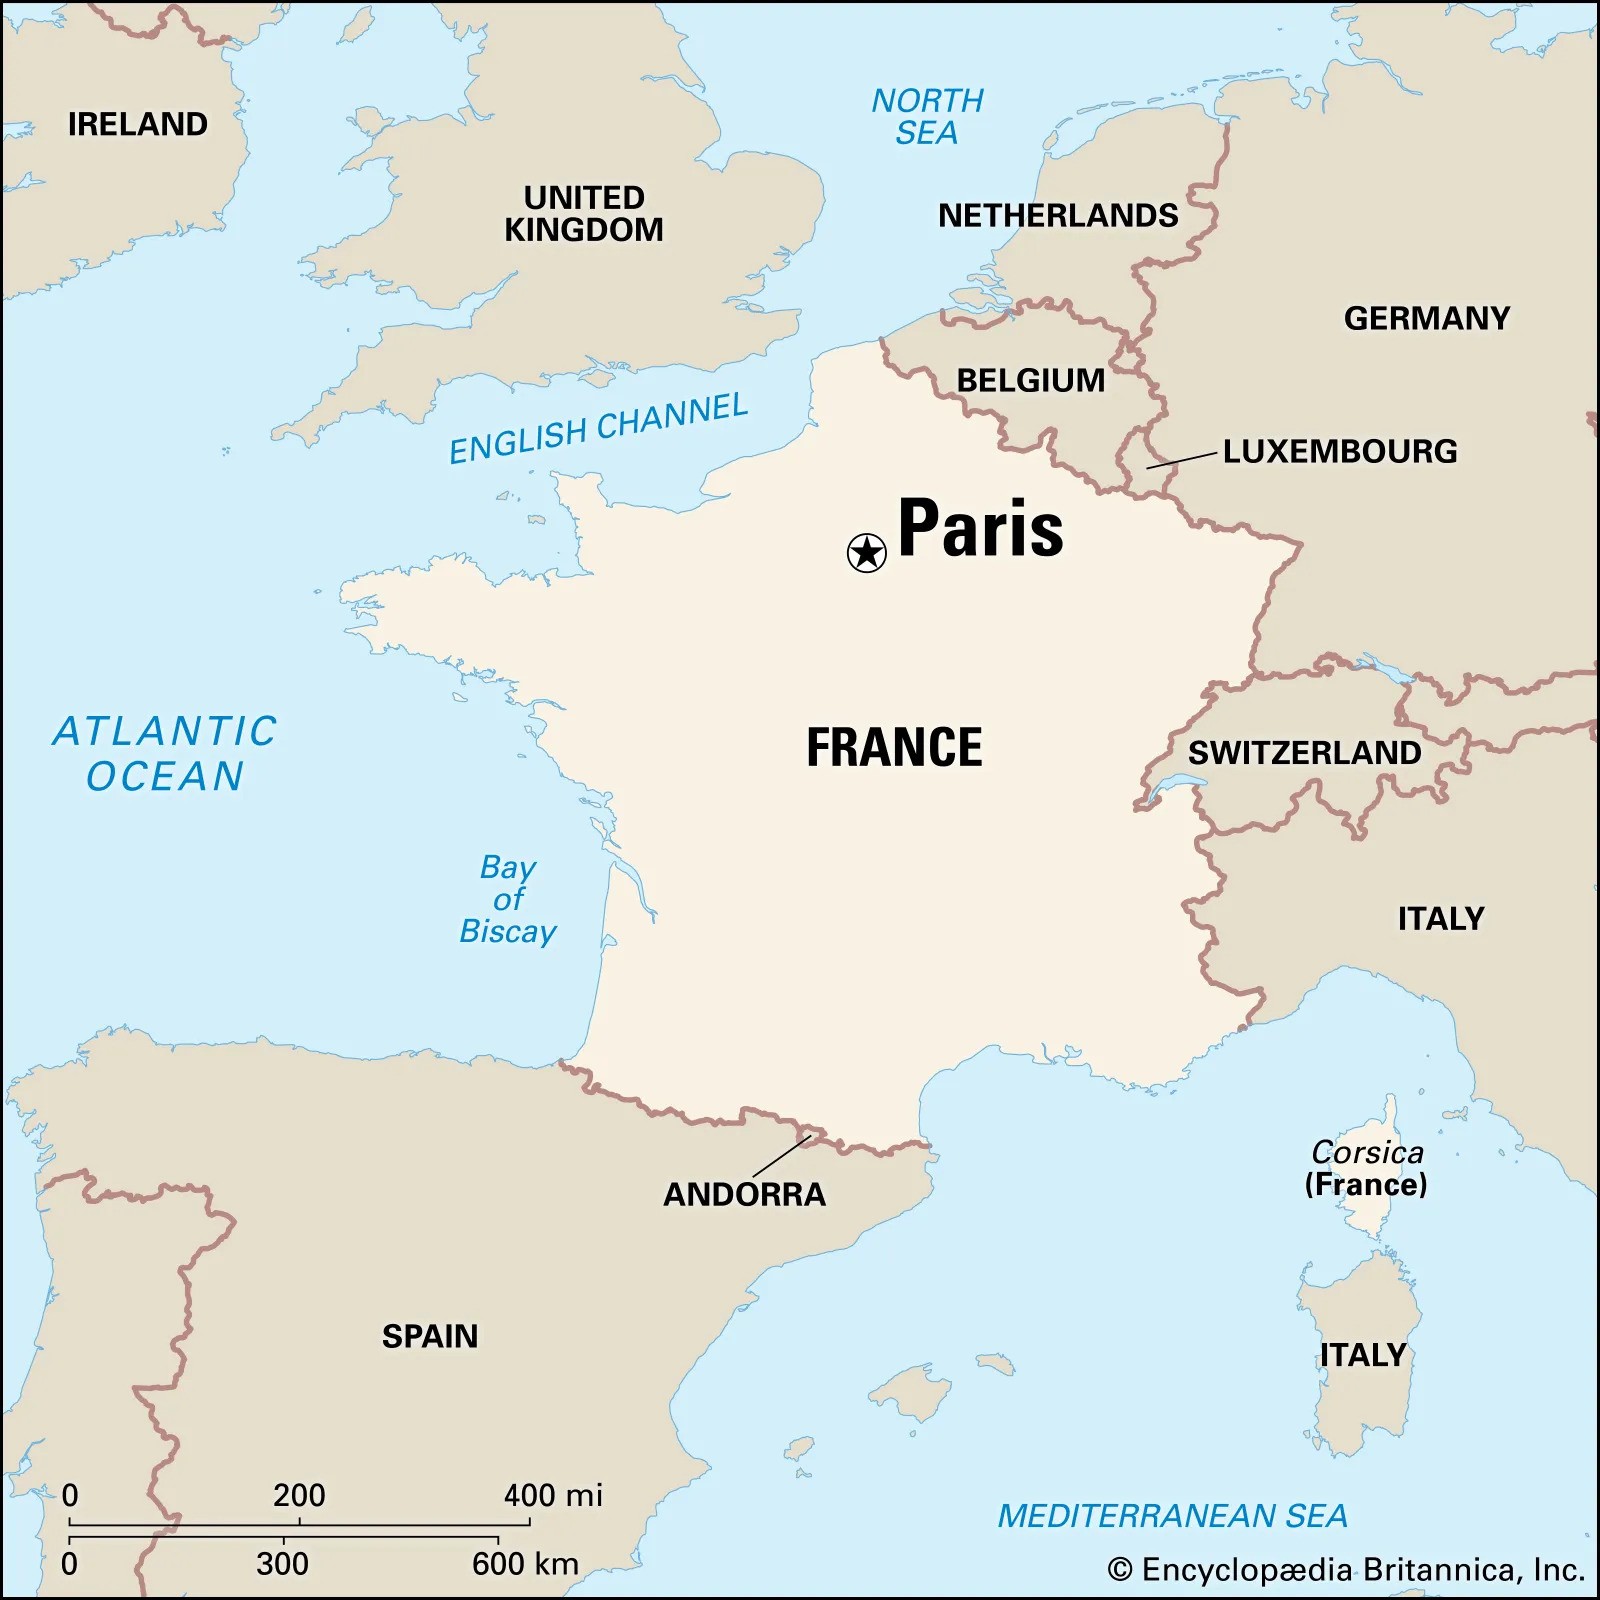 IRELAND
UNITED
KINGDOM
NORTH
SEA
NETHERLANDS
GERMANY
BELGIUM
ENGLISH CHANNEL
LUXEMBOURG
Paris
ATLANTIC
OCEAN
FRANCE
SWITZERLAND
Bay
of
Biscay
ITALY
Corsica
(France)
ANDORRA
SPAIN
ITALY
0 200 400 mi
0 300 600 km
MEDITERRANEAN SEA
© Encyclopædia Britannica, Inc.